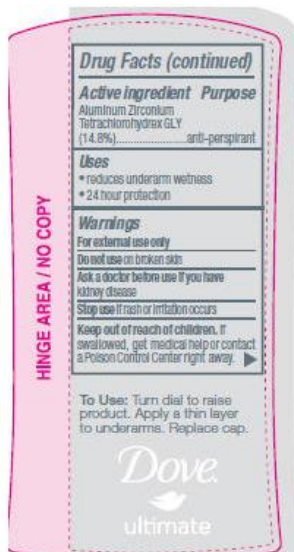 HINGE AREA / NO COPY
Drug Facts (continued)
Active ingredient Purpose
Aluminum Zirconium
Tetrachlorohydrex GLY
(14.8%)......................anti-perspirant
Uses
• reduces underarm wetness
• 24 hour protection
Warnings
For external use only
Do not use on broken skin
Ask a doctor before use if you have
kidney disease
Stop use if rash or irritation occurs
Keep out of reach of children. If
swallowed, get medical help or contact
a Poison Control Center right away.
To Use: Turn dial to raise
product. Apply a thin layer
to underarms. Replace cap.
Dove
ultimate